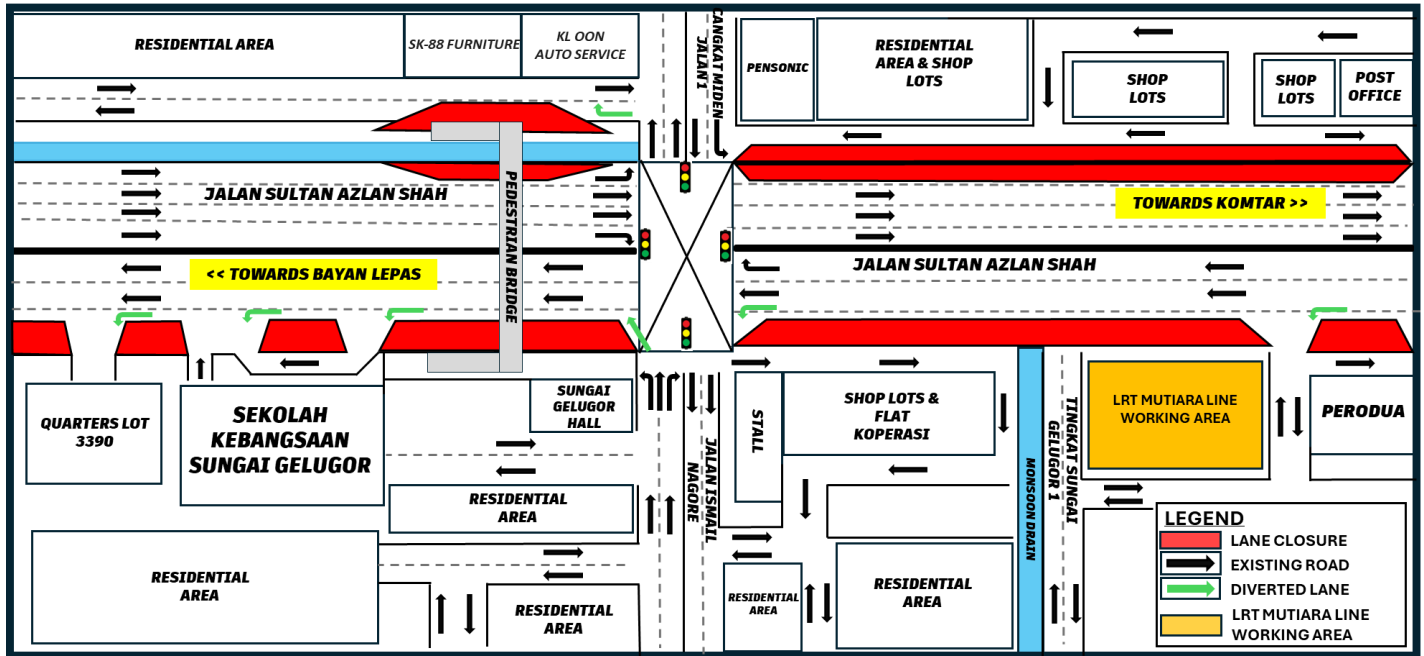 RESIDENTIAL AREA
SK-88 FURNITURE
KL OON
AUTO SERVICE
JALAN 1
CANGKAT MIDEN
PENSONIC
RESIDENTIAL
AREA & SHOP
LOTS
SHOP
LOTS
SHOP
LOTS
POST
OFFICE
JALAN SULTAN AZLAN SHAH
PEDESTRIAN BRIDGE
TOWARDS KOMTAR >>
<< TOWARDS BAYAN LEPAS
JALAN SULTAN AZLAN SHAH
QUARTERS LOT
3390
SEKOLAH
KEBANGSAAN
SUNGAI GELUGOR
SUNGAI
GELUGOR
HALL
STALL
SHOP LOTS &
FLAT
KOPERASI
JALAN ISMAIL
NAGORE
MONSOON DRAIN
TINGKAT SUNGAI
GELUGOR 1
LRT MUTIARA LINE
WORKING AREA
PERODUA
RESIDENTIAL
AREA
RESIDENTIAL
AREA
RESIDENTIAL
AREA
RESIDENTIAL
AREA
RESIDENTIAL
AREA
LEGEND
LANE CLOSURE
EXISTING ROAD
DIVERTED LANE
LRT MUTIARA LINE
WORKING AREA